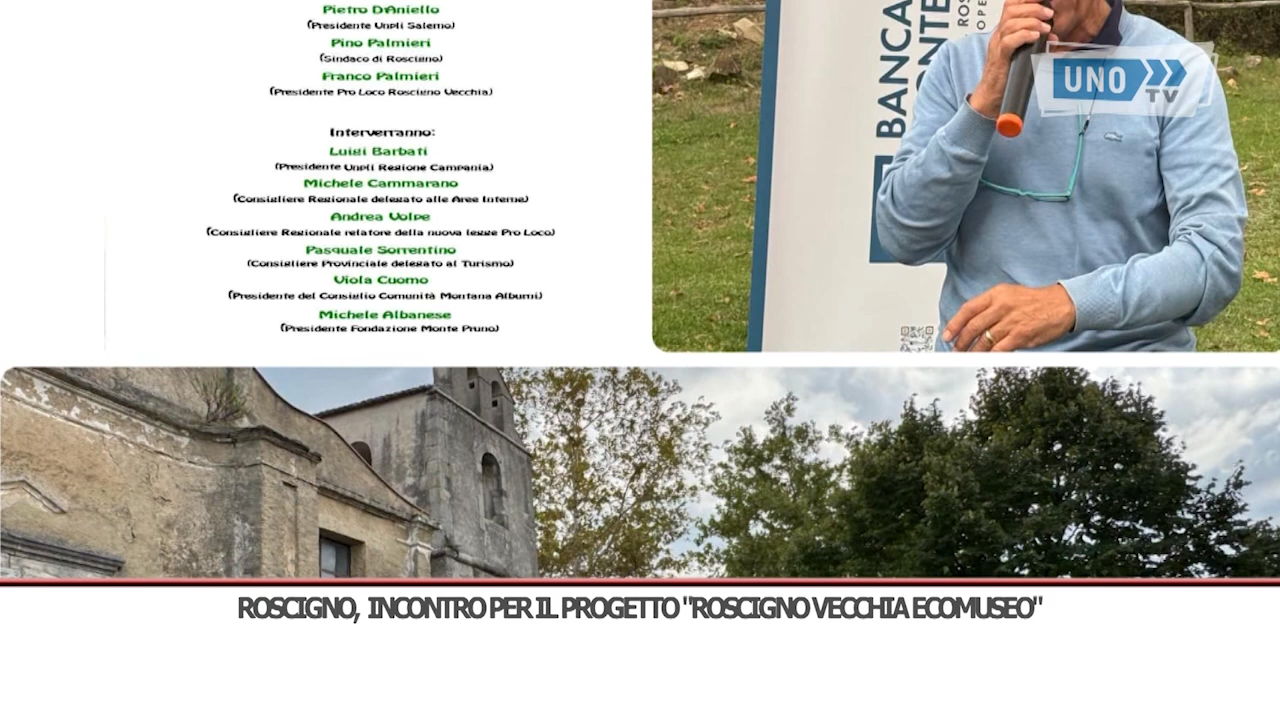 Pietro D'Aniello
(Presidente Unpli Salerno)
Pino Palmieri
(Sindaco di Roscigno)
Franco Palmieri
(Presidente Pro Loco Roscigno Vecchia)
Interverranno:
Luigi Barbati
(Presidente Unpli Regione Campania)
Michele Cammarano
(Consigliere Regionale delegato alle Aree Interne)
Andrea Volpe
(Consigliere Regionale relatore della nuova legge Pro Loco)
Pasquale Sorrentino
(Consigliere Provinciale delegato al Turismo)
Viola Cuomo
(Presidente del Consiglio Comunità Montana Alburni)
Michele Albanese
(Presidente Fondazione Monte Pruno)
BANCA
MONTE
UNO
TV
ROSCIGNO, INCONTRO PER IL PROGETTO "ROSCIGNO VECCHIA ECOMUSEO"